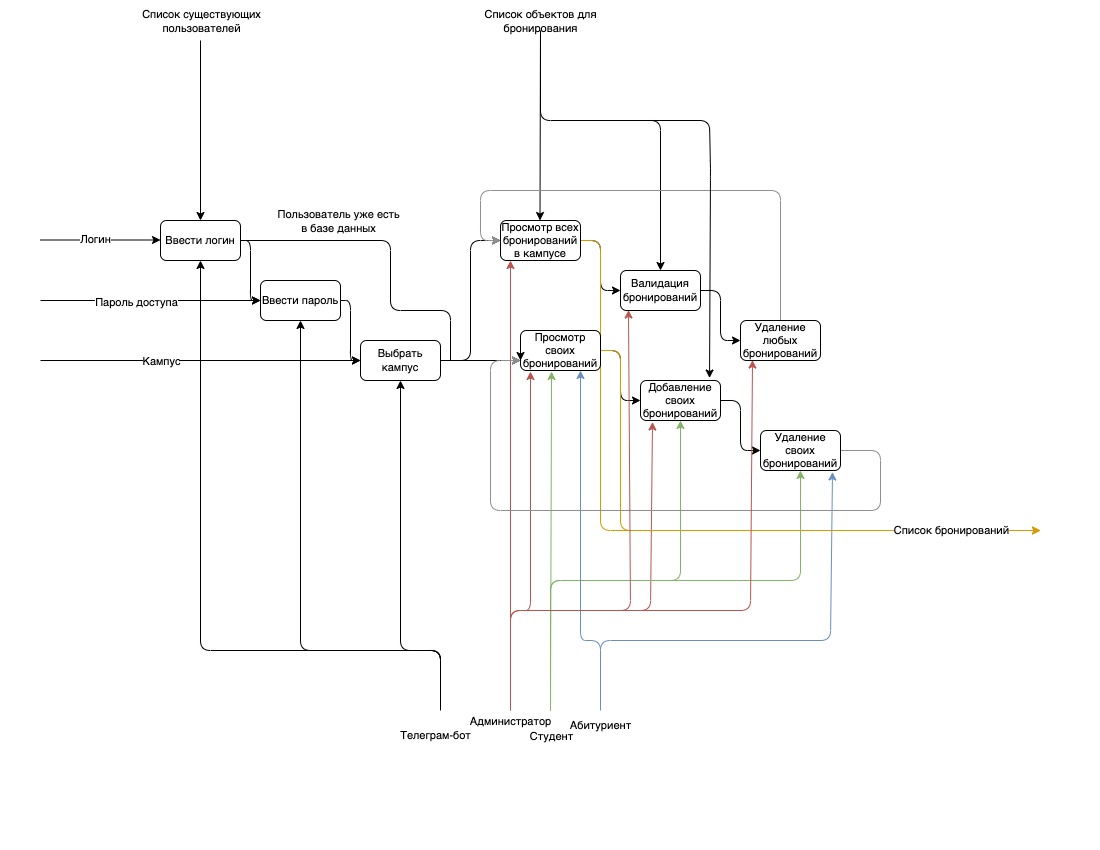 Список существующих
пользователей
Список объектов для
бронирования
Пользователь уже есть
в базе данных
Логин
Ввести логин
Просмотр всех
бронирований
в кампусе
Пароль доступа
Ввести пароль
Валидация
бронирований
Кампус
Выбрать
кампус
Просмотр
своих
бронирований
Удаление
любых
бронирований
Добавление
своих
бронирований
Удаление
своих
бронирований
Список бронирований
Телеграм-бот
Администратор
Студент
Абитуриент